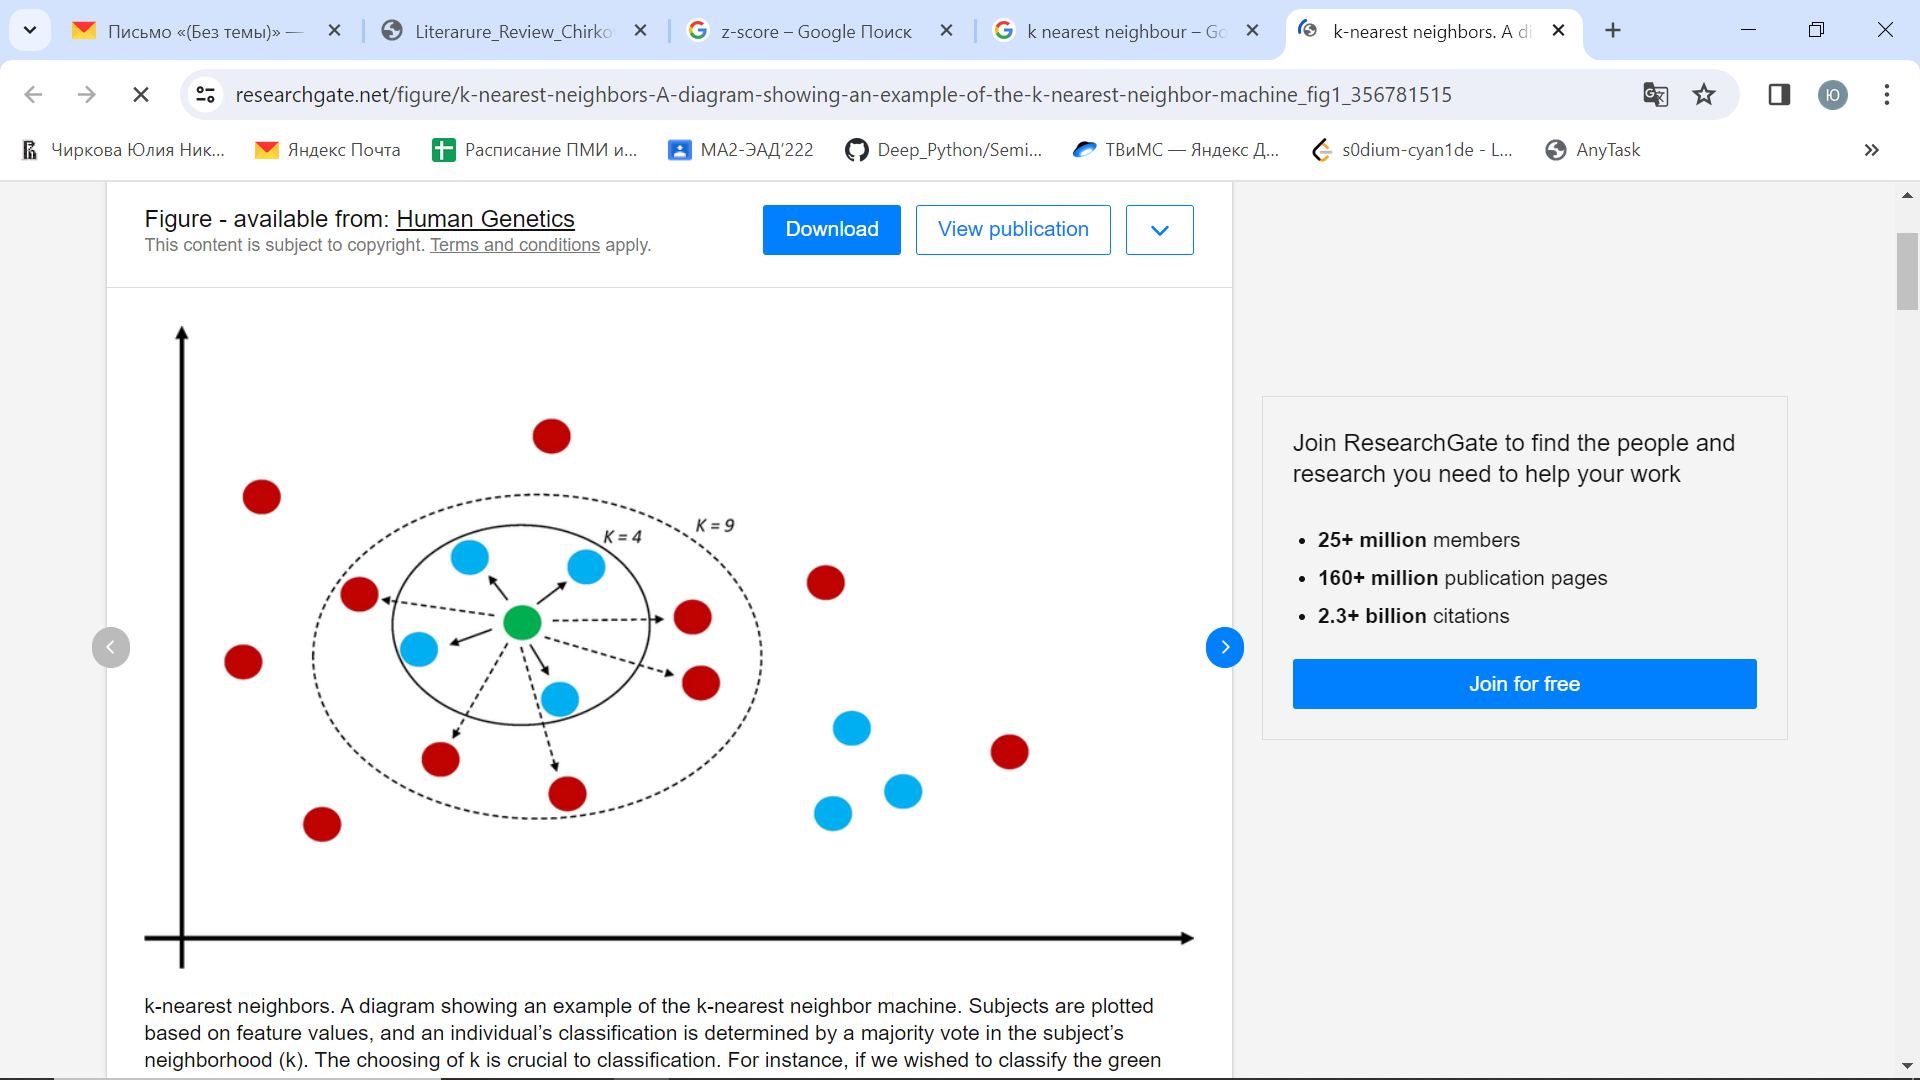 Письмо «(Без темы)» —
Literarure_Review_Chirko
z-score – Google Поиск
k nearest neighbour – Go
k-nearest neighbors. A di
researchgate.net/figure/k-nearest-neighbors-A-diagram-showing-an-example-of-the-k-nearest-neighbor-machine_fig1_356781515
Ю
Чиркова Юлия Ник...
Яндекс Почта
Расписание ПМИ и...
МА2-ЭАД’222
Deep_Python/Semi...
ТВиМС — Яндекс Д...
s0dium-cyan1de - L...
AnyTask
Figure - available from: Human Genetics
This content is subject to copyright. Terms and conditions apply.
Download
View publication
K = 9
K = 4
k-nearest neighbors. A diagram showing an example of the k-nearest neighbor machine. Subjects are plotted
based on feature values, and an individual’s classification is determined by a majority vote in the subject’s
neighborhood (k). The choosing of k is crucial to classification. For instance, if we wished to classify the green
Join ResearchGate to find the people and
research you need to help your work
• 25+ million members
• 160+ million publication pages
• 2.3+ billion citations
Join for free